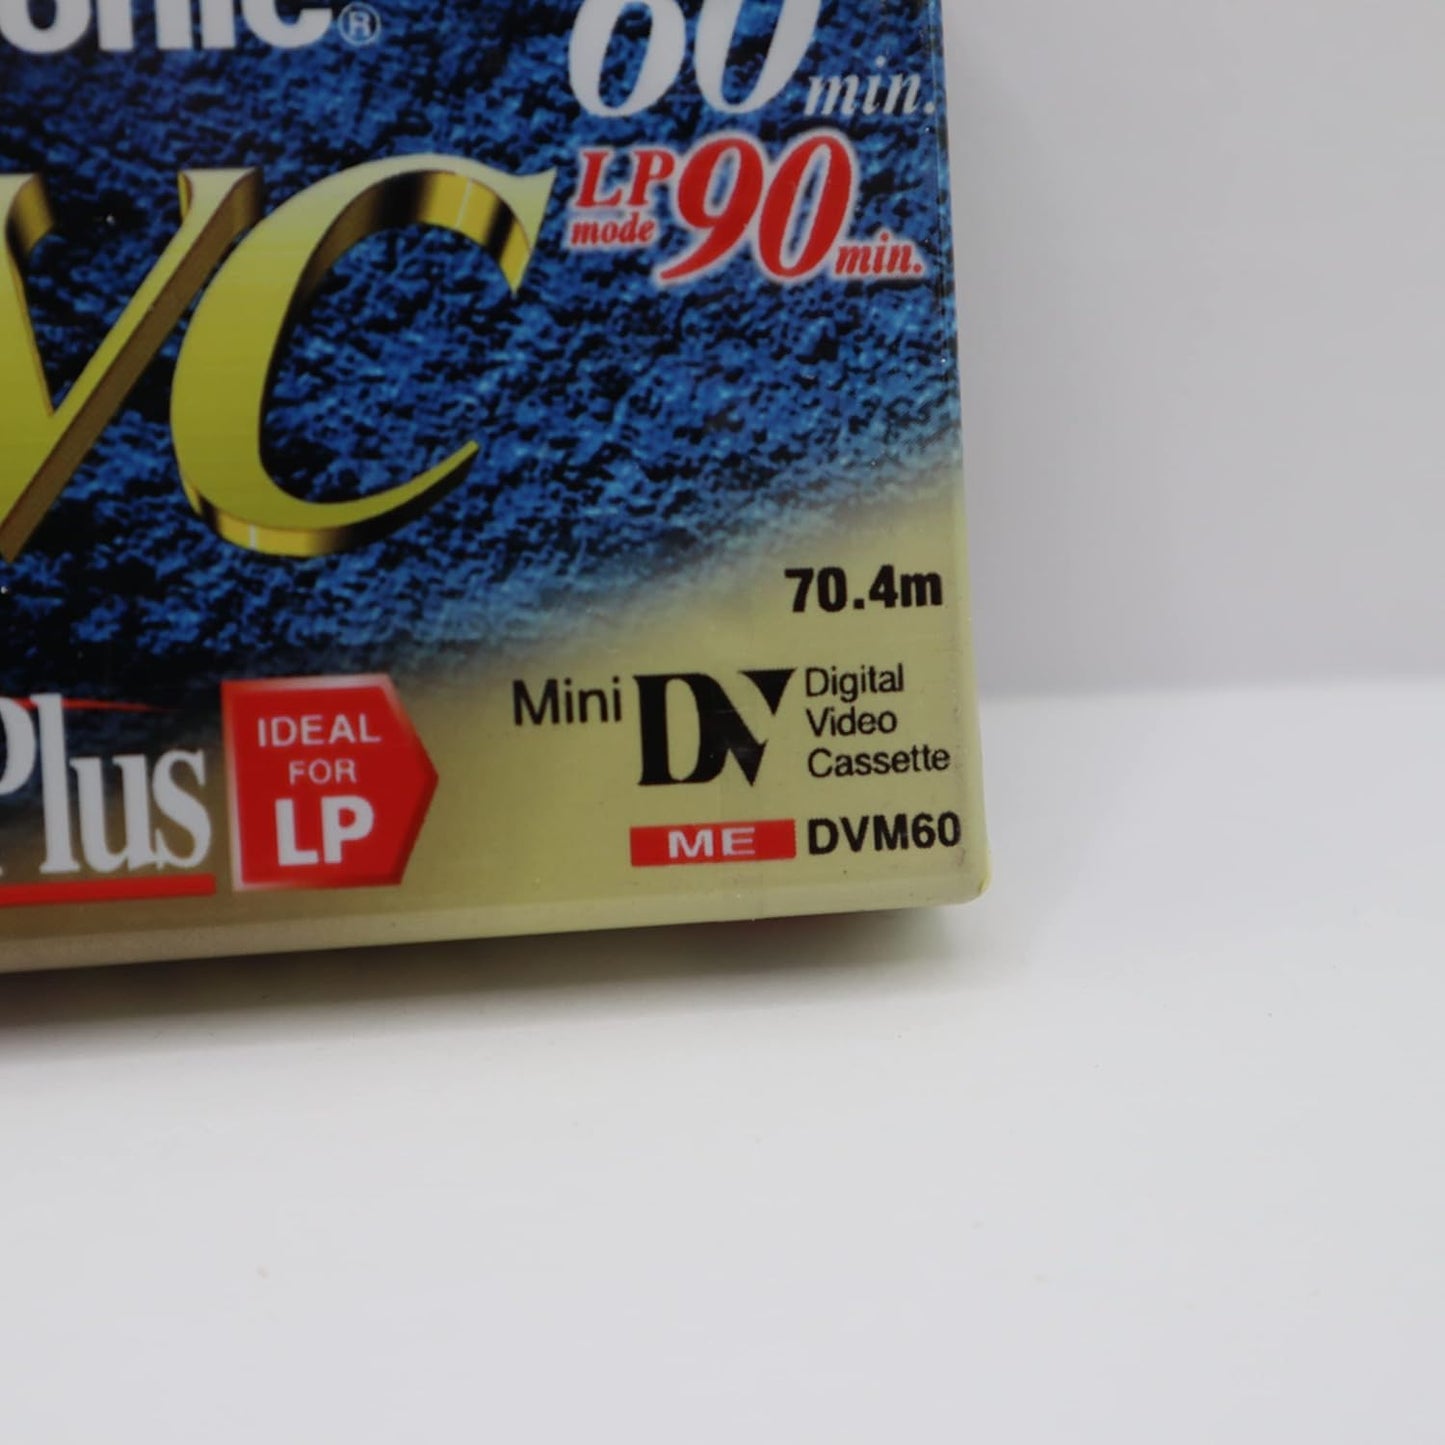 onic®
60 min.
LP mode 90 min.
VC
70.4m
Plus
IDEAL
FOR
LP
Mini DV Digital
Video
Cassette
ME DVM60